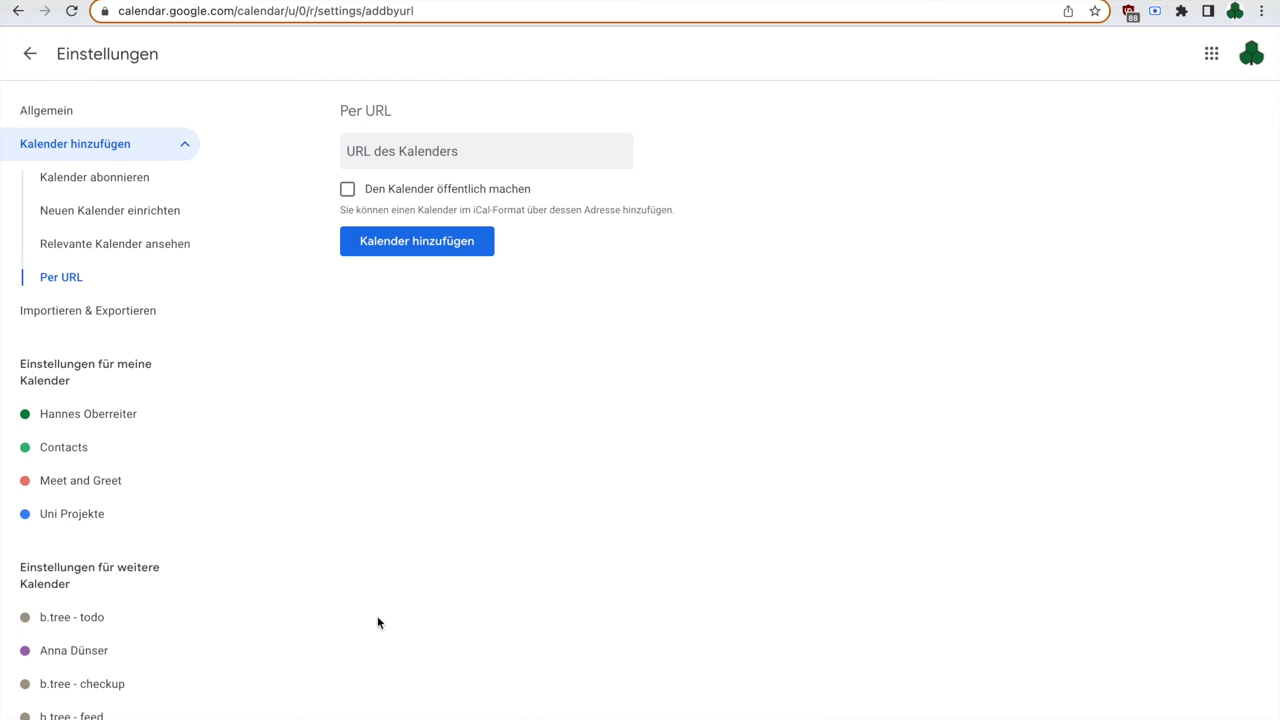 calendar.google.com/calendar/u/0/r/settings/addbyurl
88
Einstellungen
Allgemein
Kalender hinzufügen
Kalender abonnieren
Neuen Kalender einrichten
Relevante Kalender ansehen
Per URL
Importieren & Exportieren
Einstellungen für meine
Kalender
Hannes Oberreiter
Contacts
Meet and Greet
Uni Projekte
Einstellungen für weitere
Kalender
b.tree - todo
Anna Dünser
b.tree - checkup
b.tree - feed
Per URL
URL des Kalenders
Den Kalender öffentlich machen
Sie können einen Kalender im iCal-Format über dessen Adresse hinzufügen.
Kalender hinzufügen